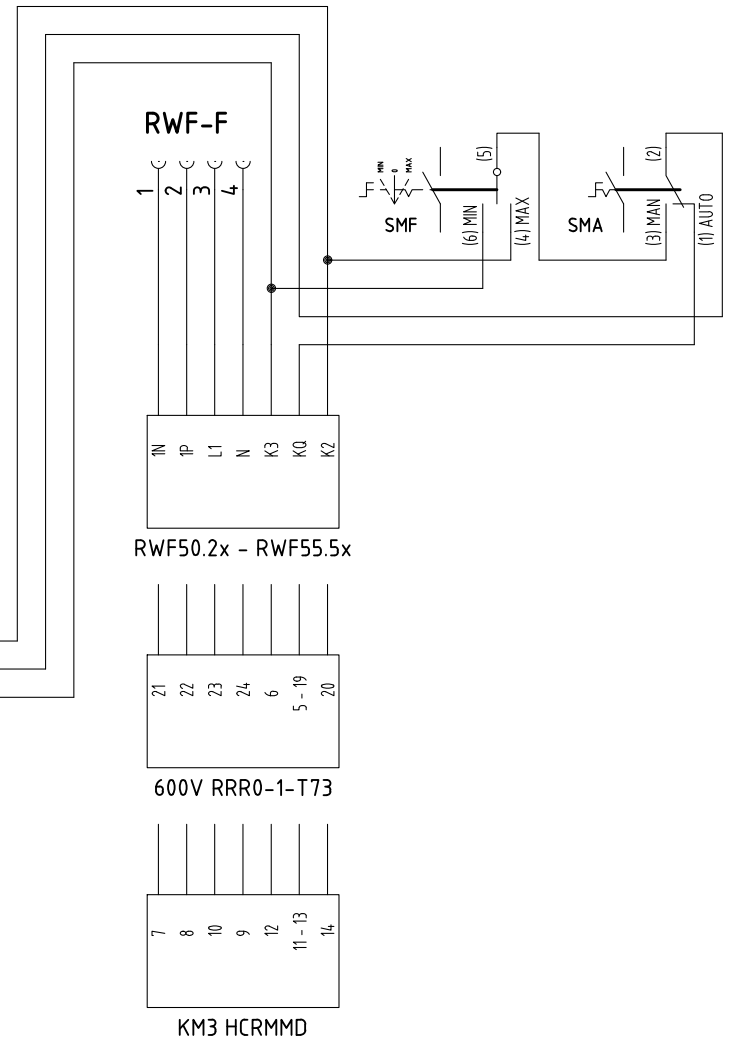 RWF-F
1 2 3 4
MIN 0 MAX
SMF
(6) MIN
(5)
(4) MAX
SMA
(3) MAN
(2)
(1) AUTO
1N 1P L1 N K3 KQ K2
RWF50.2x - RWF55.5x
21 22 23 24 6 5 - 19 20
600V RRR0-1-T73
7 8 10 9 12 11 - 13 14
KM3 HCRMMD